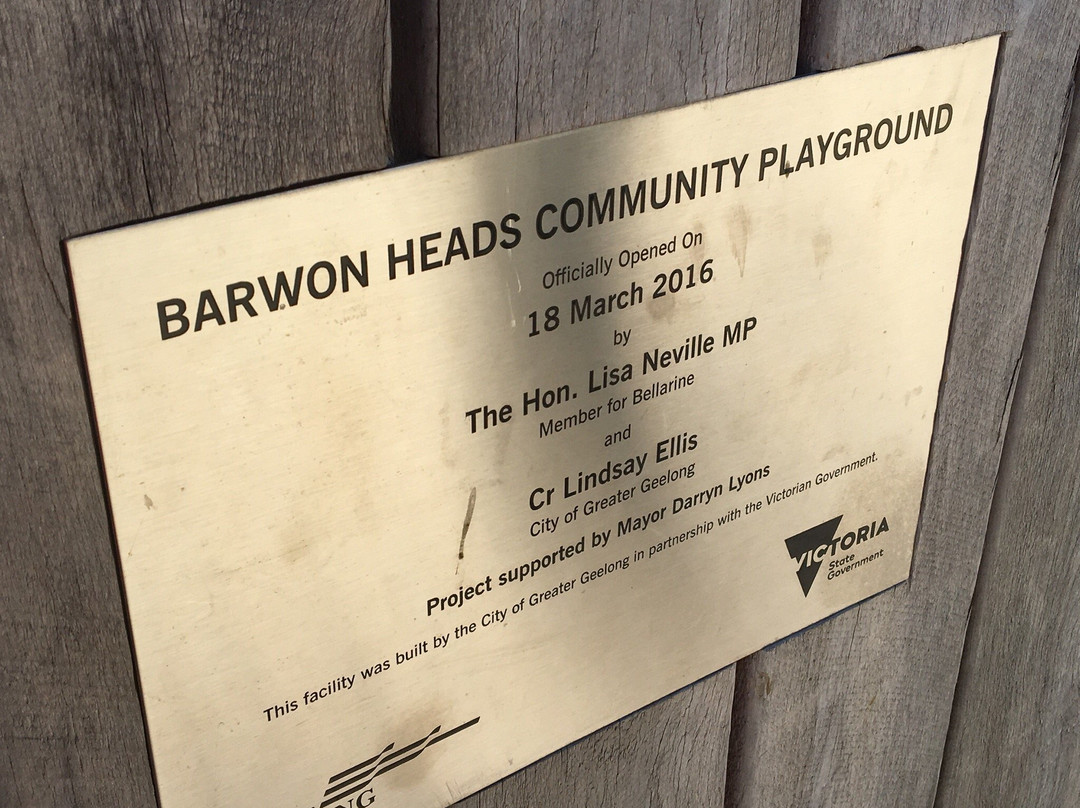 BARWON HEADS COMMUNITY PLAYGROUND
Officially Opened On
18 March 2016
by
The Hon. Lisa Neville MP
Member for Bellarine
and
Cr Lindsay Ellis
City of Greater Geelong
Project supported by Mayor Darryn Lyons
This facility was built by the City of Greater Geelong in partnership with the Victorian Government.
VICTORIA
State
Government
NG